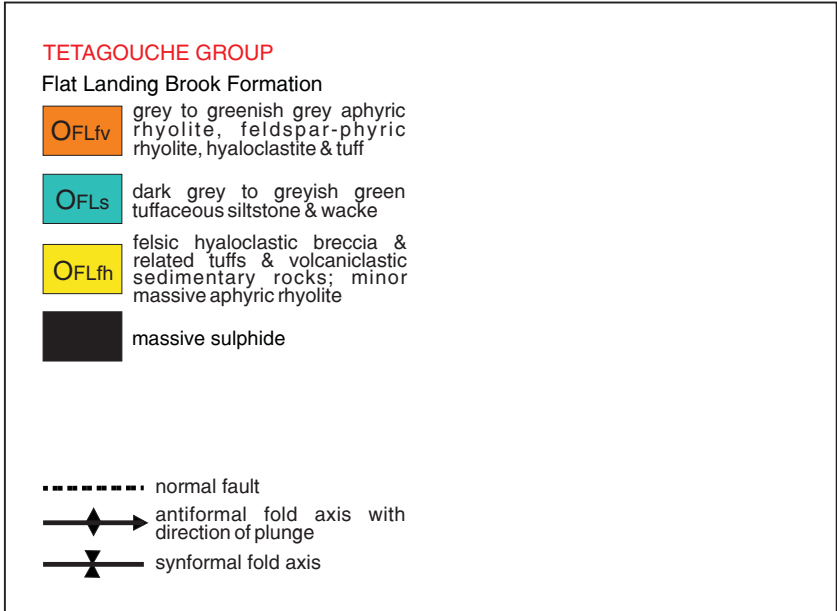 TETAGOUCHE GROUP
Flat Landing Brook Formation
OFLfv
grey to greenish grey aphyric
rhyolite, feldspar-phyric
rhyolite, hyaloclastite & tuff
OFLs
dark grey to greyish green
tuffaceous siltstone & wacke
OFLfh
felsic hyaloclastic breccia &
related tuffs & volcaniclastic
sedimentary rocks; minor
massive aphyric rhyolite
massive sulphide
normal fault
antiformal fold axis with
direction of plunge
synformal fold axis